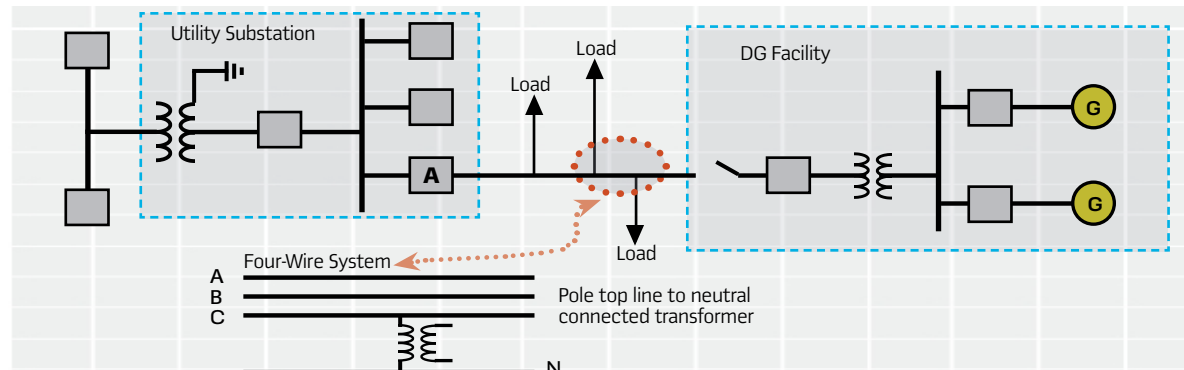 Utility Substation
A
Load
Load
Load
DG Facility
G
G
Four-Wire System
A
B
C
N
Pole top line to neutral
connected transformer